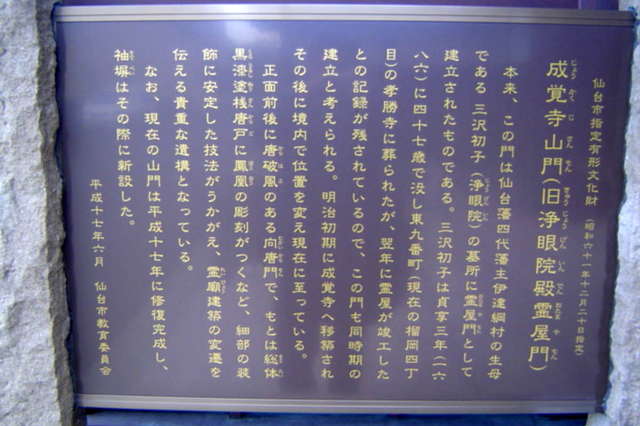 仙台市指定有形文化財（昭和六十一年十二月二十日指定）
成覚寺山門（旧浄眼院殿霊屋門）
本来、この門は仙台藩四代藩主伊達綱村の生母
である 三沢初子（浄眼院）の墓所に霊屋門として
建立されたものである。三沢初子は貞享三年（一六
八六）に四十七歳で没し東九番町（現在の榴岡四丁
目）の孝勝寺に葬られたが、翌年に霊屋が竣工した
との記録が残されているので、この門も同時期の
建立と考えられる。明治初期に成覚寺へ移築され
その後に境内で位置を変え現在に至っている。
正面前後に唐破風のある向唐門で、もとは総体
黒漆塗桟唐戸に鳳凰の彫刻がつくなど、細部の装
飾に安定した技法がうかがえ、霊廟建築の変遷を
伝える貴重な遺構となっている。
なお、現在の山門は平成十七年に修復完成し、
袖塀はその際に新設した。
平成十七年六月　仙台市教育委員会